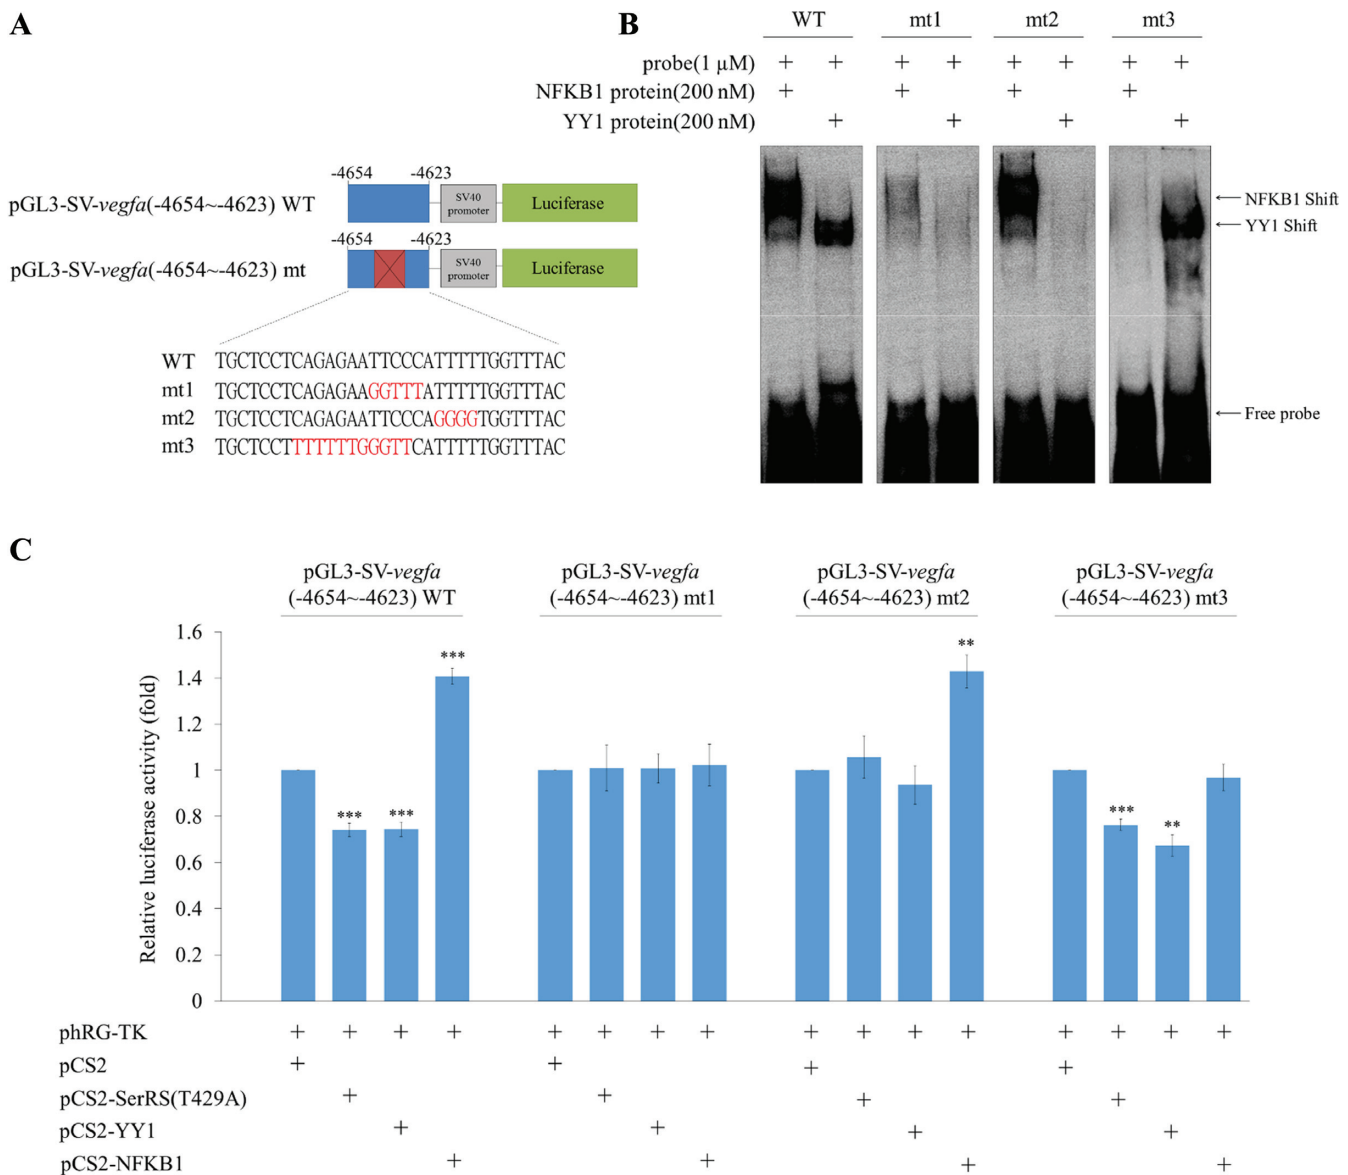 A
-4654 -4623
pGL3-SV-vegfa(-4654~-4623) WT
SV40 promoter
Luciferase
-4654 -4623
pGL3-SV-vegfa(-4654~-4623) mt
SV40 promoter
Luciferase
WT TGCTCCTCAGAGAATTCCCATTTTTGGTTTAC
mt1 TGCTCCTCAGAGAAGGTTTATTTTTGGTTTAC
mt2 TGCTCCTCAGAGAATTCCCAGGGGTGGTTTAC
mt3 TGCTCCTTTTTTTGGGTTCATTTTTGGTTTAC
B
WT mt1 mt2 mt3
probe(1 μM) + + + + + + + +
NFKB1 protein(200 nM) + + + +
YY1 protein(200 nM) + + + +
NFKB1 Shift
YY1 Shift
Free probe
C
pGL3-SV-vegfa
(-4654~-4623) WT
pGL3-SV-vegfa
(-4654~-4623) mt1
pGL3-SV-vegfa
(-4654~-4623) mt2
pGL3-SV-vegfa
(-4654~-4623) mt3
Relative luciferase activity (fold)
1.6
1.4
1.2
1
0.8
0.6
0.4
0.2
0
*** *** ***
**
*** **
phRG-TK + + + + + + + + + + + + + + + +
pCS2 + + + +
pCS2-SerRS(T429A) + + + +
pCS2-YY1 + + + +
pCS2-NFKB1 + + + +